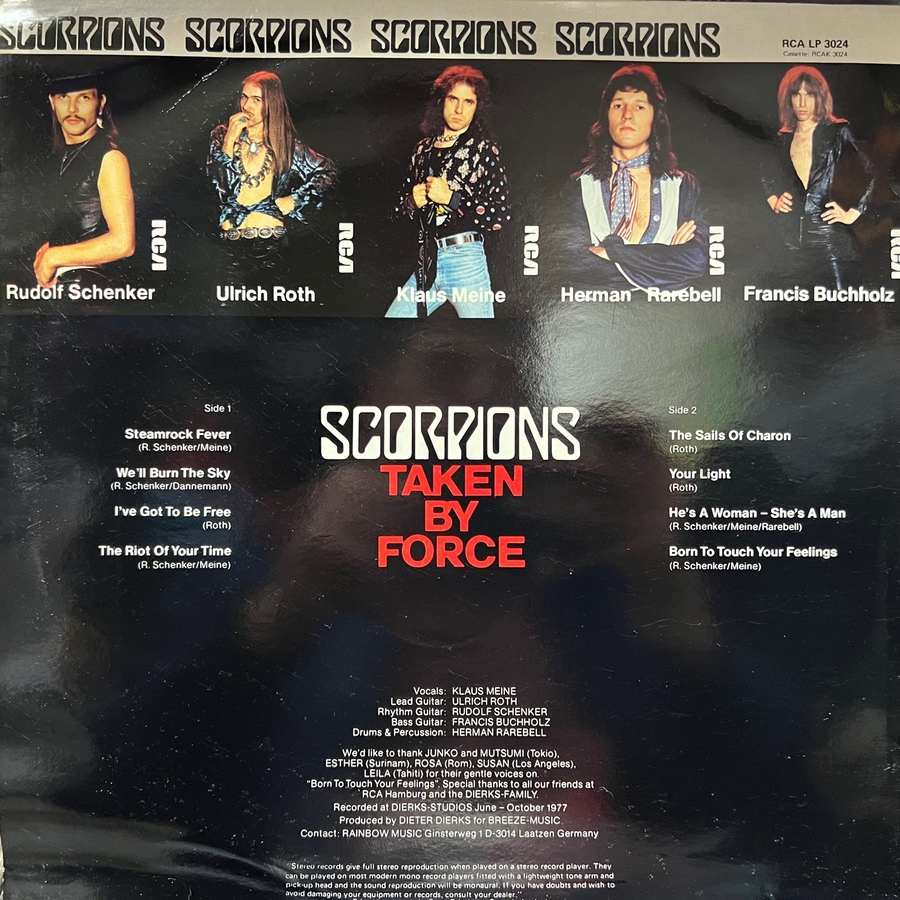 SCORPIONS SCORPIONS SCORPIONS SCORPIONS
RCA LP 3024
Cassette: RCAK 3024
RCA
RCA
RCA
RCA
RCA
Rudolf Schenker
Ulrich Roth
Klaus Meine
Herman Rarebell
Francis Buchholz
Side 1
Steamrock Fever
(R. Schenker/Meine)
We'll Burn The Sky
(R. Schenker/Dannemann)
I've Got To Be Free
(Roth)
The Riot Of Your Time
(R. Schenker/Meine)
SCORPIONS
TAKEN
BY
FORCE
Side 2
The Sails Of Charon
(Roth)
Your Light
(Roth)
He's A Woman – She's A Man
(R. Schenker/Meine/Rarebell)
Born To Touch Your Feelings
(R. Schenker/Meine)
Vocals: KLAUS MEINE
Lead Guitar: ULRICH ROTH
Rhythm Guitar: RUDOLF SCHENKER
Bass Guitar: FRANCIS BUCHHOLZ
Drums & Percussion: HERMAN RAREBELL
We'd like to thank JUNKO and MUTSUMI (Tokio),
ESTHER (Surinam), ROSA (Rom), SUSAN (Los Angeles),
LEILA (Tahiti) for their gentle voices on
"Born To Touch Your Feelings". Special thanks to all our friends at
RCA Hamburg and the DIERKS-FAMILY.
Recorded at DIERKS-STUDIOS June – October 1977
Produced by DIETER DIERKS for BREEZE-MUSIC.
Contact: RAINBOW MUSIC Ginsterweg 1 D-3014 Laatzen Germany
"Stereo records give full stereo reproduction when played on a stereo record player. They
can be played on most modern mono record players fitted with a lightweight tone arm and
pick-up head and the sound reproduction will be monaural. If you have doubts and wish to
avoid damaging your equipment or records, consult your dealer."